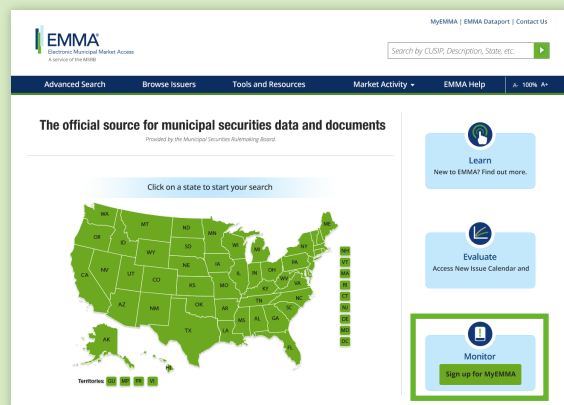 MyEMMA | EMMA Dataport | Contact Us
EMMA®
Electronic Municipal Market Access
A service of the MSRB
Search by CUSIP, Description, State, etc.
Advanced Search Browse Issuers Tools and Resources Market Activity EMMA Help A- 100% A+
The official source for municipal securities data and documents
Provided by the Municipal Securities Rulemaking Board
Click on a state to start your search
WA
MT
ND
MN
ME
OR
ID
SD
WI
MI
NY
WY
NE
IA
PA
NV
UT
CO
IL
IN
OH
CA
KS
MO
WV
VA
KY
AZ
NM
OK
AR
TN
NC
SC
TX
LA
MS
AL
GA
FL
AK
HI
NH
VT
MA
RI
CT
NJ
DE
MD
DC
Territories: GU MP PR VI
Learn
New to EMMA? Find out more.
Evaluate
Access New Issue Calendar and
Monitor
Sign up for MyEMMA